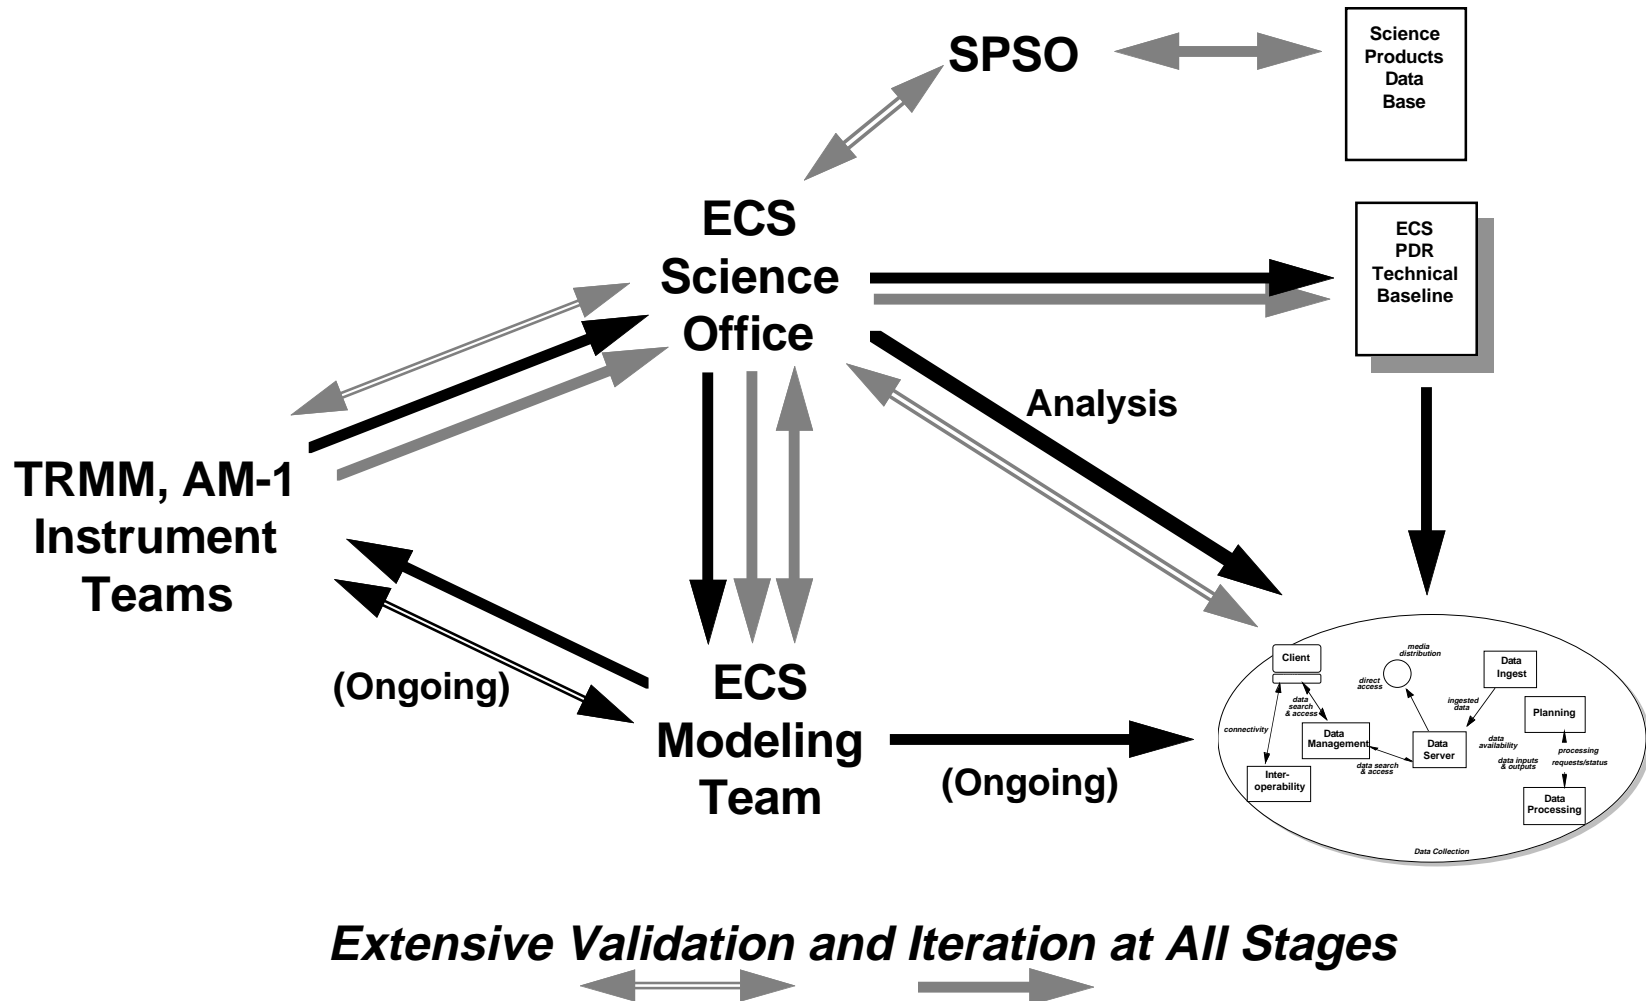 SPSO
Science
Products
Data
Base
ECS
Science
Office
ECS
PDR
Technical
Baseline
Analysis
TRMM, AM-1
Instrument
Teams
(Ongoing)
ECS
Modeling
Team
(Ongoing)
Client
media
distribution
direct
access
Data
Ingest
data
search
& access
ingested
data
Planning
connectivity
Data
Management
Data
Server
data
availability
processing
data search
& access
data inputs
& outputs
requests/status
Inter-
operability
Data
Processing
Data Collection
Extensive Validation and Iteration at All Stages